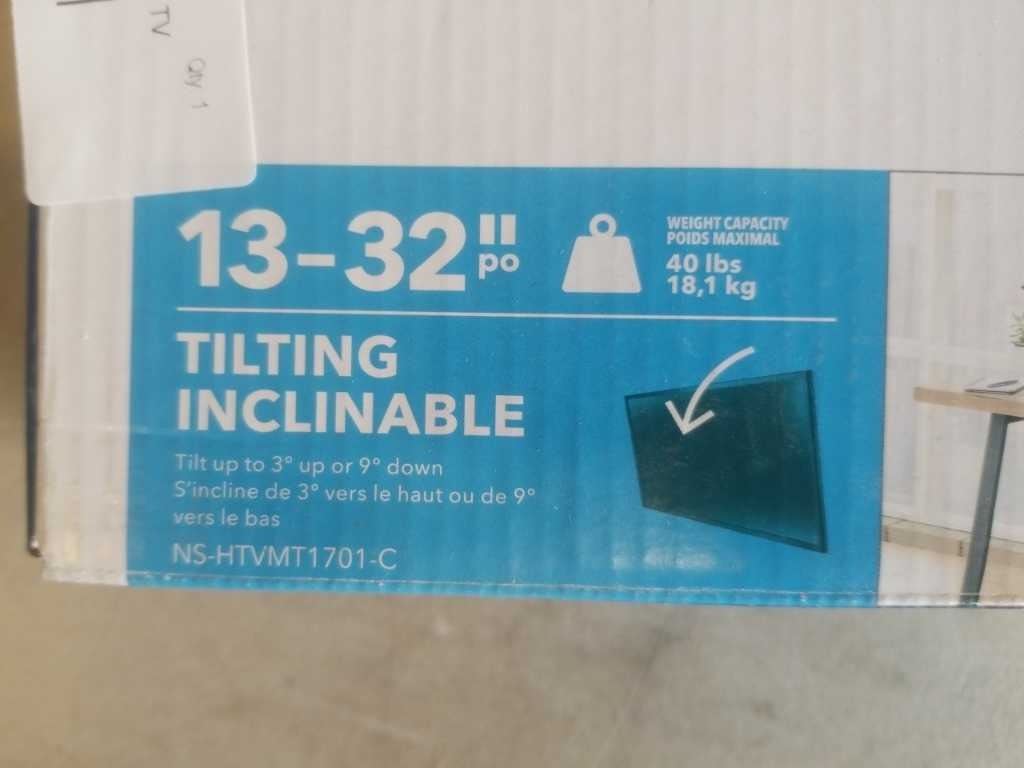 TV
Qty 1
13-32" po
WEIGHT CAPACITY
POIDS MAXIMAL
40 lbs
18,1 kg
TILTING
INCLINABLE
Tilt up to 3° up or 9° down
S'incline de 3° vers le haut ou de 9°
vers le bas
NS-HTVMT1701-C